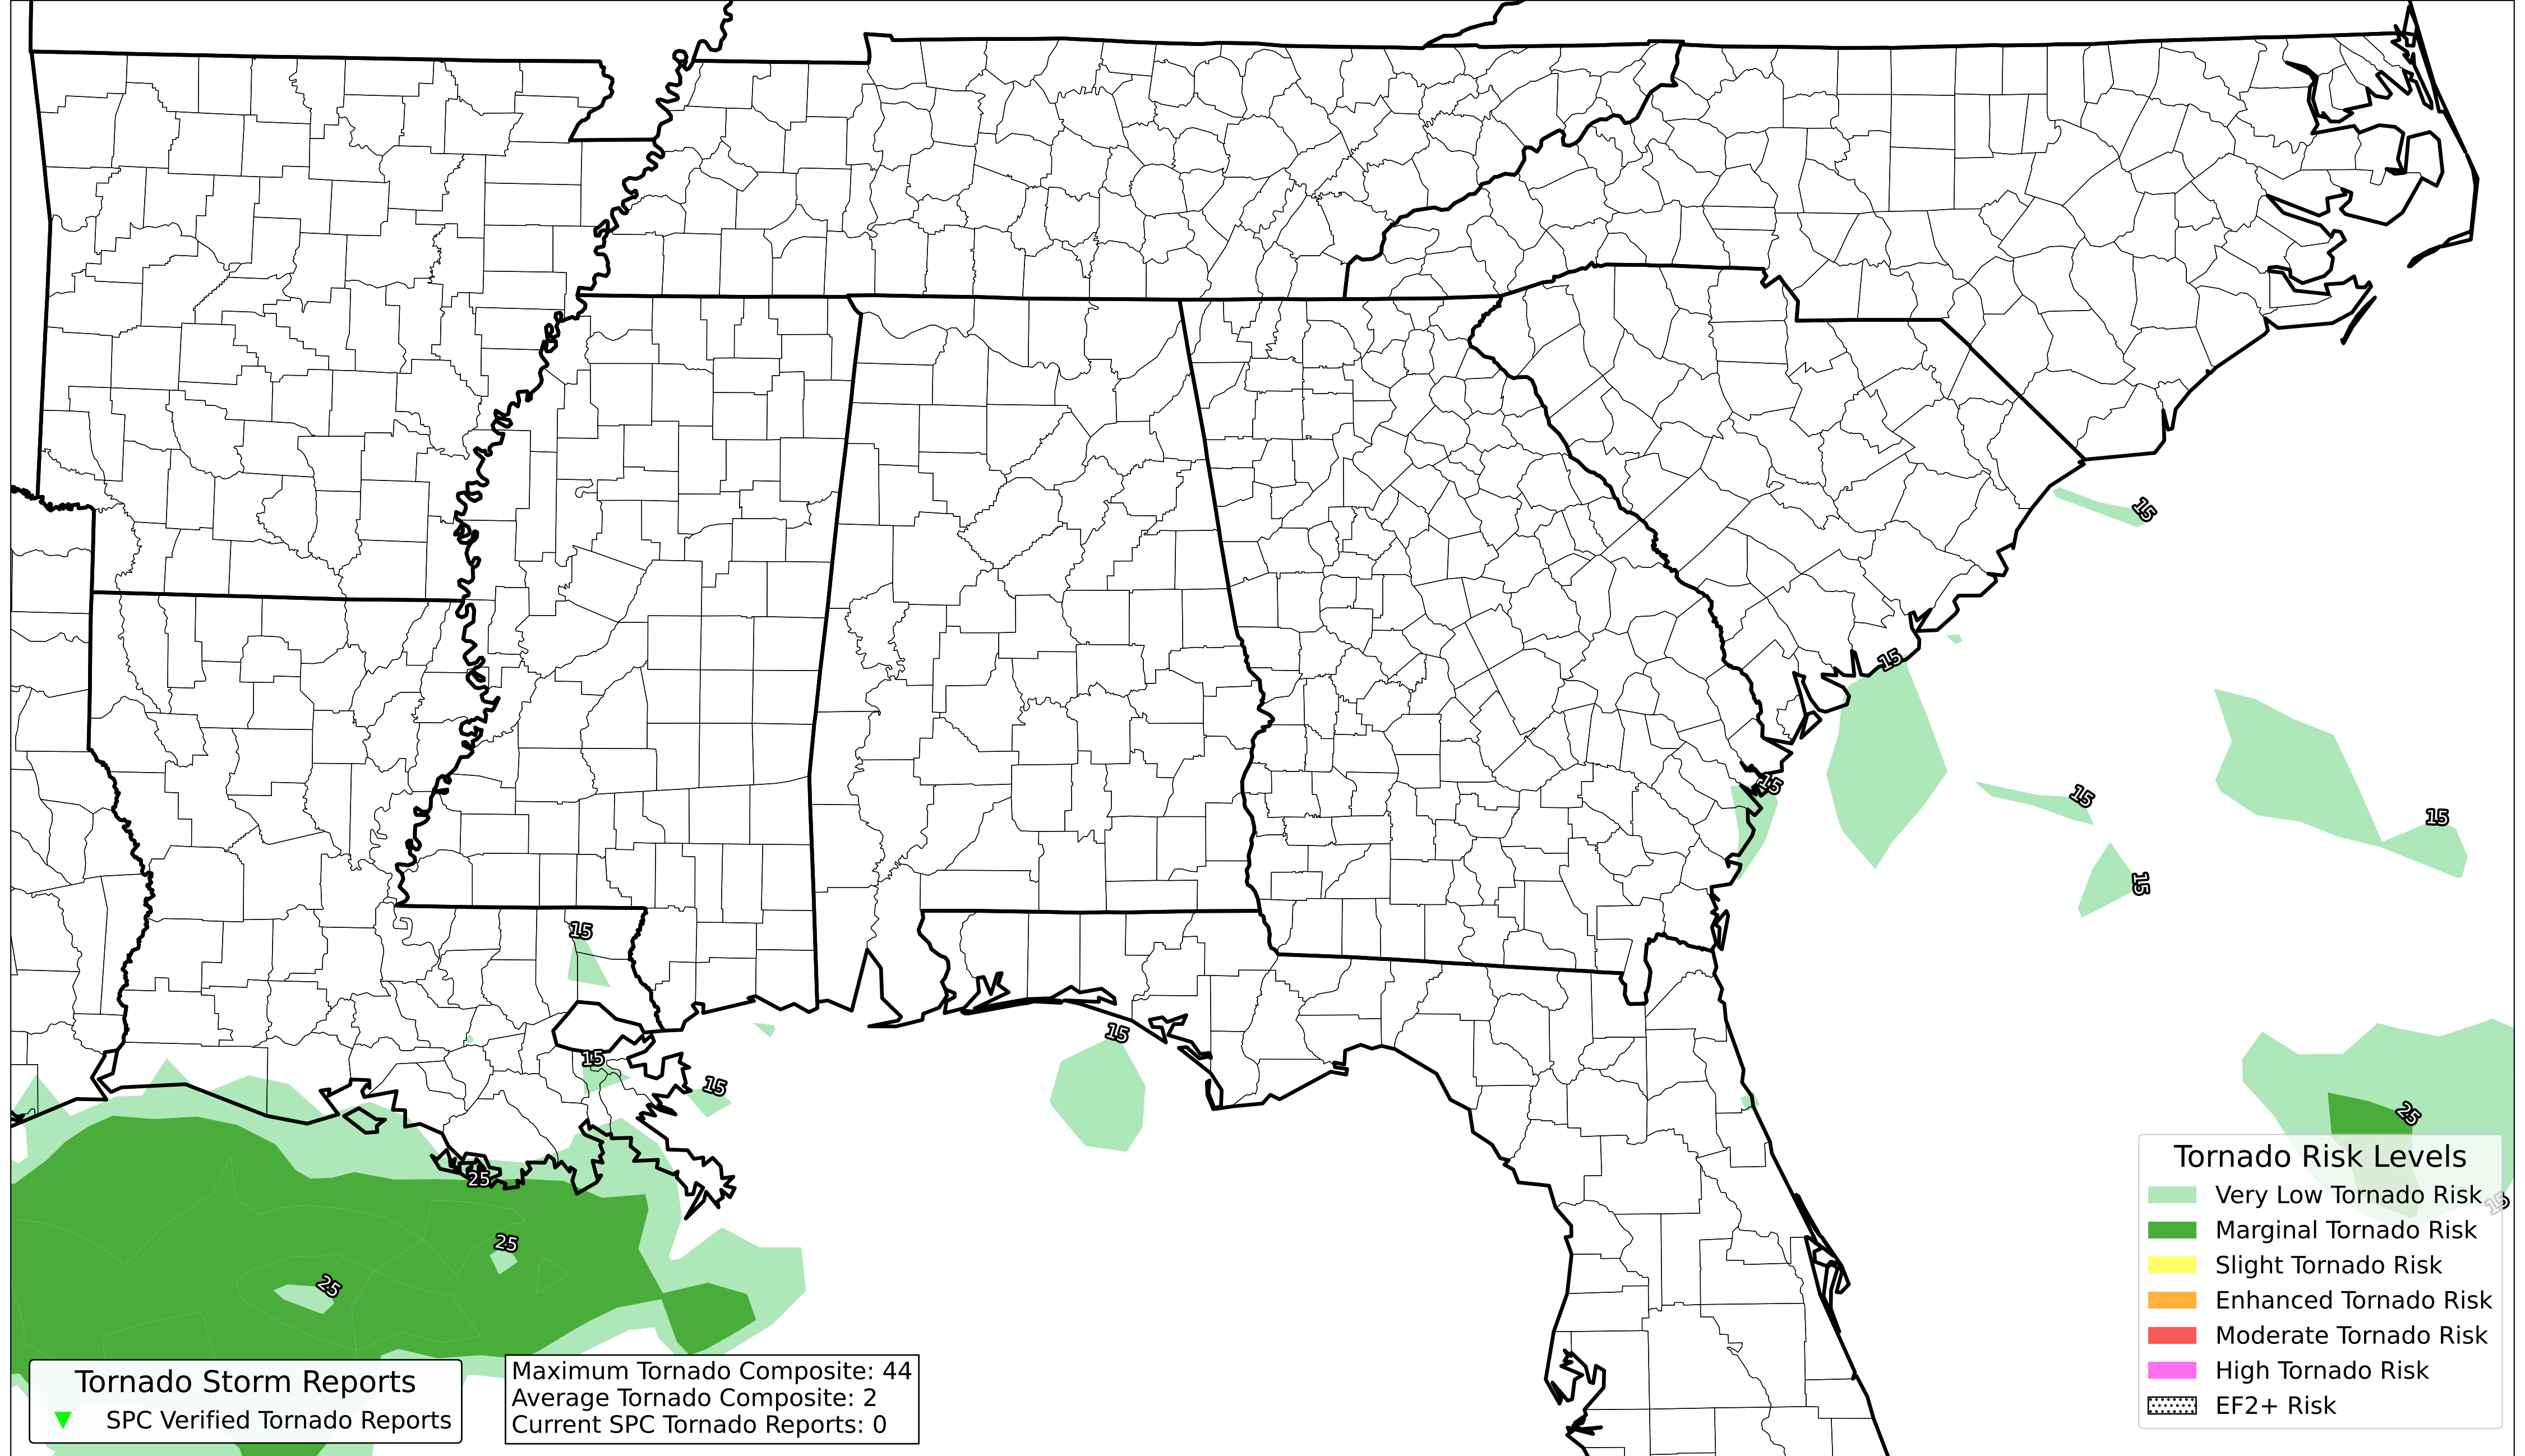 15
15
15
15
15
15
15
15
15
15
25
25
25
25
15
Tornado Risk Levels
Very Low Tornado Risk
Marginal Tornado Risk
Slight Tornado Risk
Enhanced Tornado Risk
Moderate Tornado Risk
High Tornado Risk
EF2+ Risk
Tornado Storm Reports
SPC Verified Tornado Reports
Maximum Tornado Composite: 44
Average Tornado Composite: 2
Current SPC Tornado Reports: 0